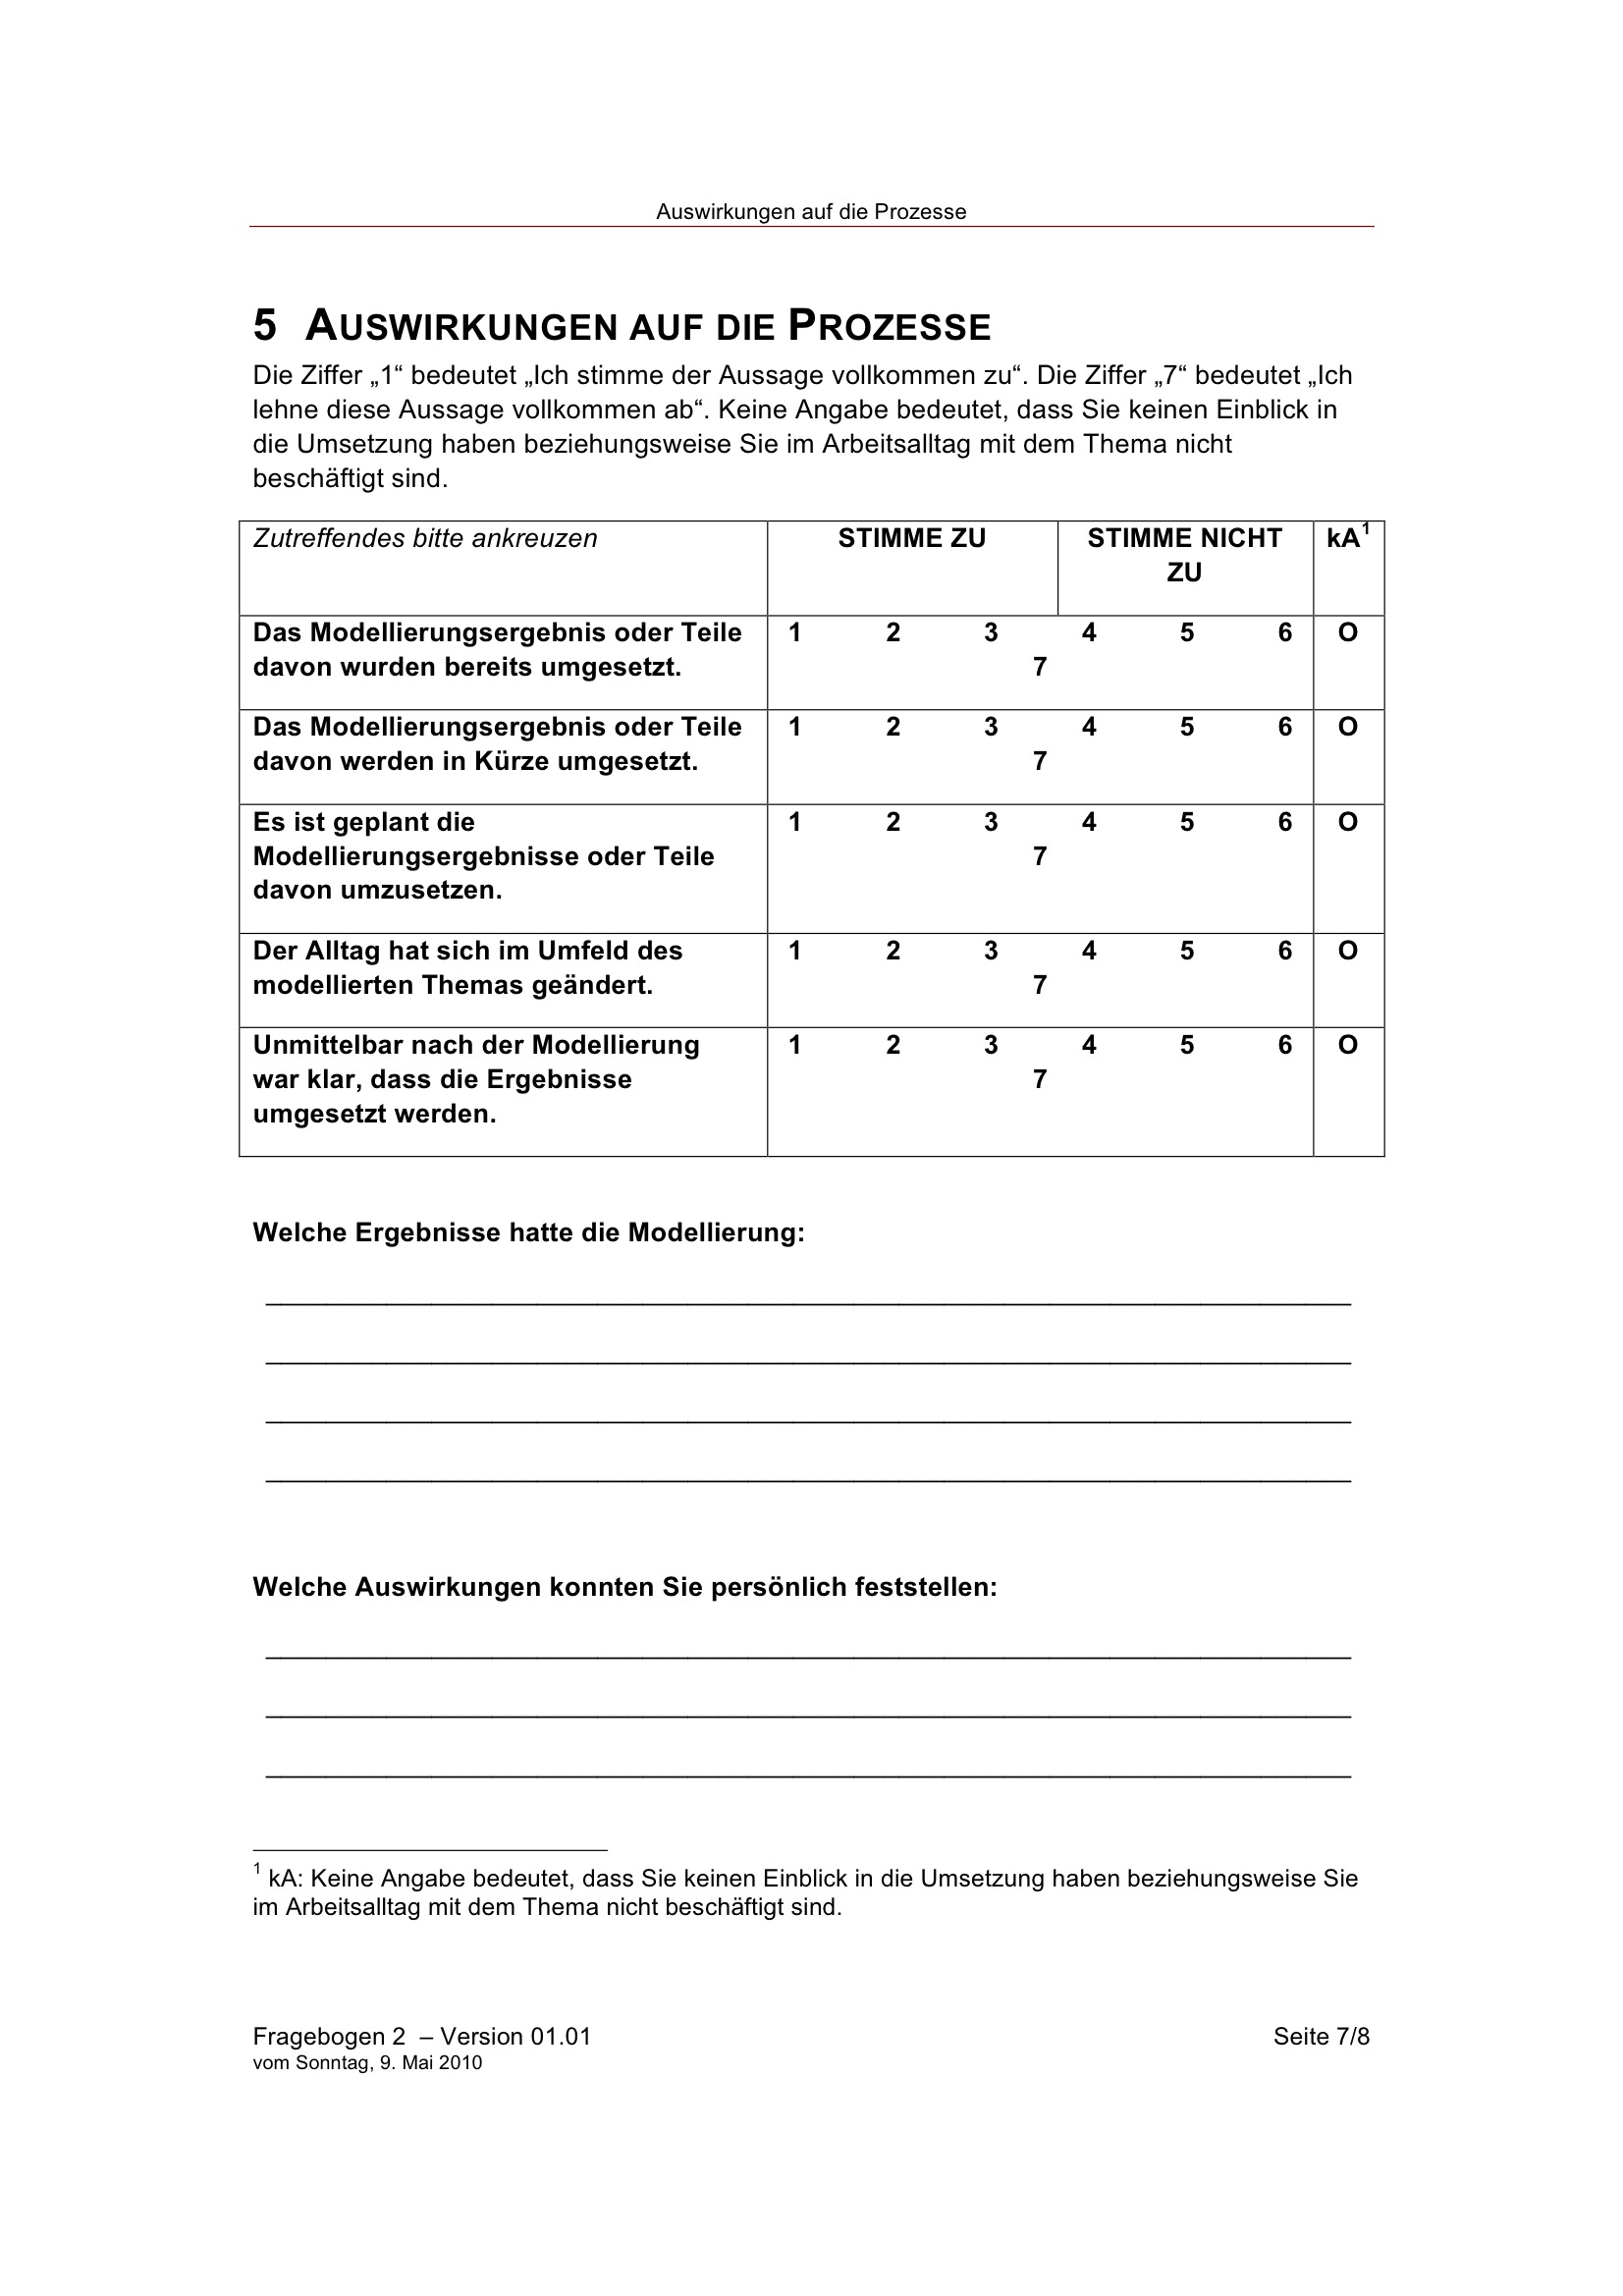 Auswirkungen auf die Prozesse
5 AUSWIRKUNGEN AUF DIE PROZESSE
Die Ziffer „1“ bedeutet „Ich stimme der Aussage vollkommen zu“. Die Ziffer „7“ bedeutet „Ich
lehne diese Aussage vollkommen ab“. Keine Angabe bedeutet, dass Sie keinen Einblick in
die Umsetzung haben beziehungsweise Sie im Arbeitsalltag mit dem Thema nicht
beschäftigt sind.
Zutreffendes bitte ankreuzen STIMME ZU STIMME NICHT kA1
ZU
Das Modellierungsergebnis oder Teile 1 2 3 4 5 6 O
davon wurden bereits umgesetzt. 7
Das Modellierungsergebnis oder Teile 1 2 3 4 5 6 O
davon werden in Kürze umgesetzt. 7
Es ist geplant die 1 2 3 4 5 6 O
Modellierungsergebnisse oder Teile 7
davon umzusetzen.
Der Alltag hat sich im Umfeld des 1 2 3 4 5 6 O
modellierten Themas geändert. 7
Unmittelbar nach der Modellierung 1 2 3 4 5 6 O
war klar, dass die Ergebnisse 7
umgesetzt werden.
Welche Ergebnisse hatte die Modellierung:
Welche Auswirkungen konnten Sie persönlich feststellen:
1 kA: Keine Angabe bedeutet, dass Sie keinen Einblick in die Umsetzung haben beziehungsweise Sie
im Arbeitsalltag mit dem Thema nicht beschäftigt sind.
Fragebogen 2 – Version 01.01 Seite 7/8
vom Sonntag, 9. Mai 2010